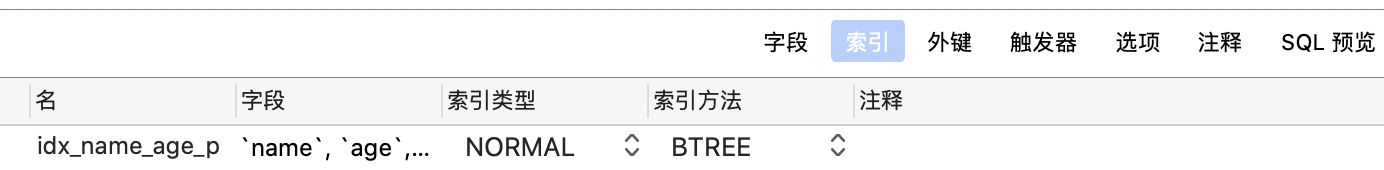 字段 索引 外键 触发器 选项 注释 SQL 预览
名 字段 索引类型 索引方法 注释
idx_name_age_p `name`, `age`,... NORMAL BTREE